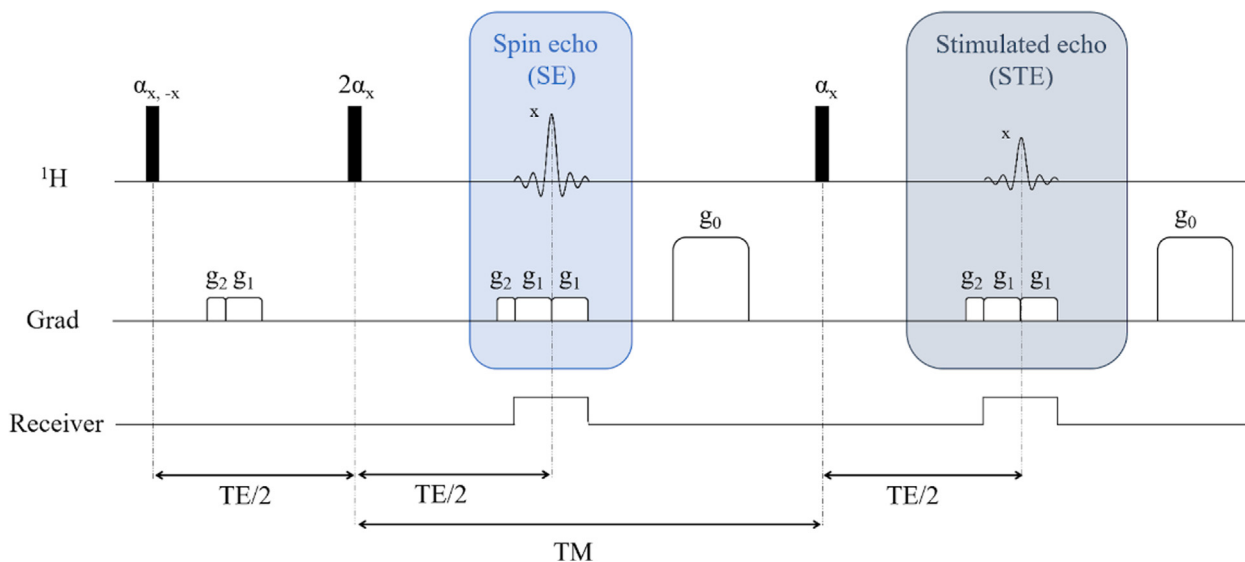 Spin echo
(SE)
Stimulated echo
(STE)
αx, -x
2αx
αx
x
x
¹H
g0
g0
g2 g1
g2 g1 g1
g2 g1 g1
Grad
Receiver
TE/2
TE/2
TE/2
TM